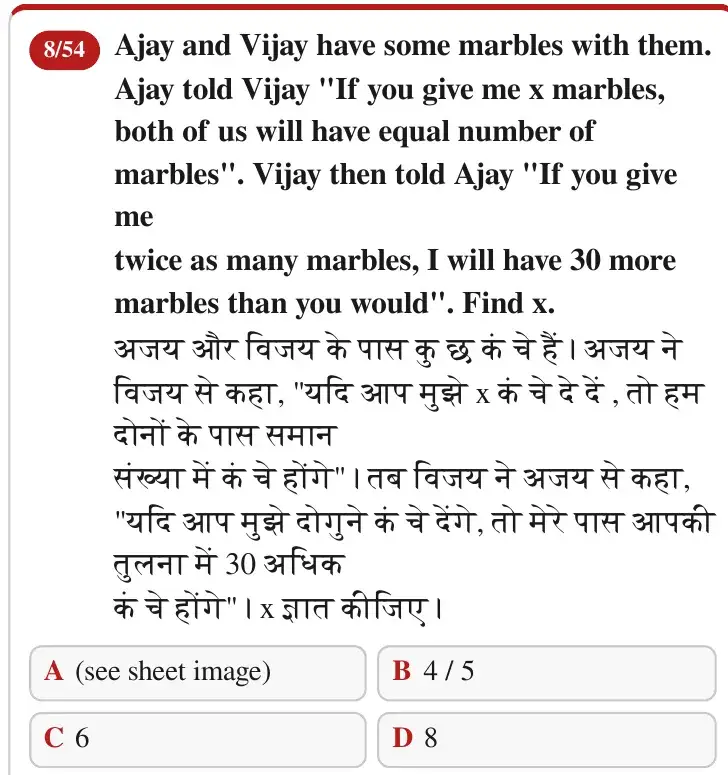 8/54 Ajay and Vijay have some marbles with them.
Ajay told Vijay "If you give me x marbles,
both of us will have equal number of
marbles". Vijay then told Ajay "If you give
me
twice as many marbles, I will have 30 more
marbles than you would". Find x.
अजय और विजय के पास कु छ कं चे हैं। अजय ने
विजय से कहा, "यदि आप मुझे x कं चे दे दें , तो हम
दोनों के पास समान
संख्या में कं चे होंगे"। तब विजय ने अजय से कहा,
"यदि आप मुझे दोगुने कं चे देंगे, तो मेरे पास आपकी
तुलना में 30 अधिक
कं चे होंगे"। x ज्ञात कीजिए।
A (see sheet image)
B 4 / 5
C 6
D 8